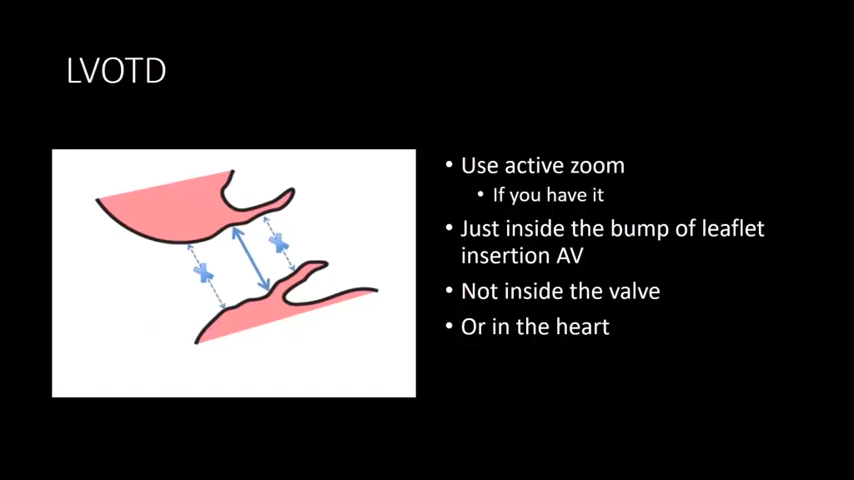 LVOTD
• Use active zoom
• If you have it
• Just inside the bump of leaflet
insertion AV
• Not inside the valve
• Or in the heart